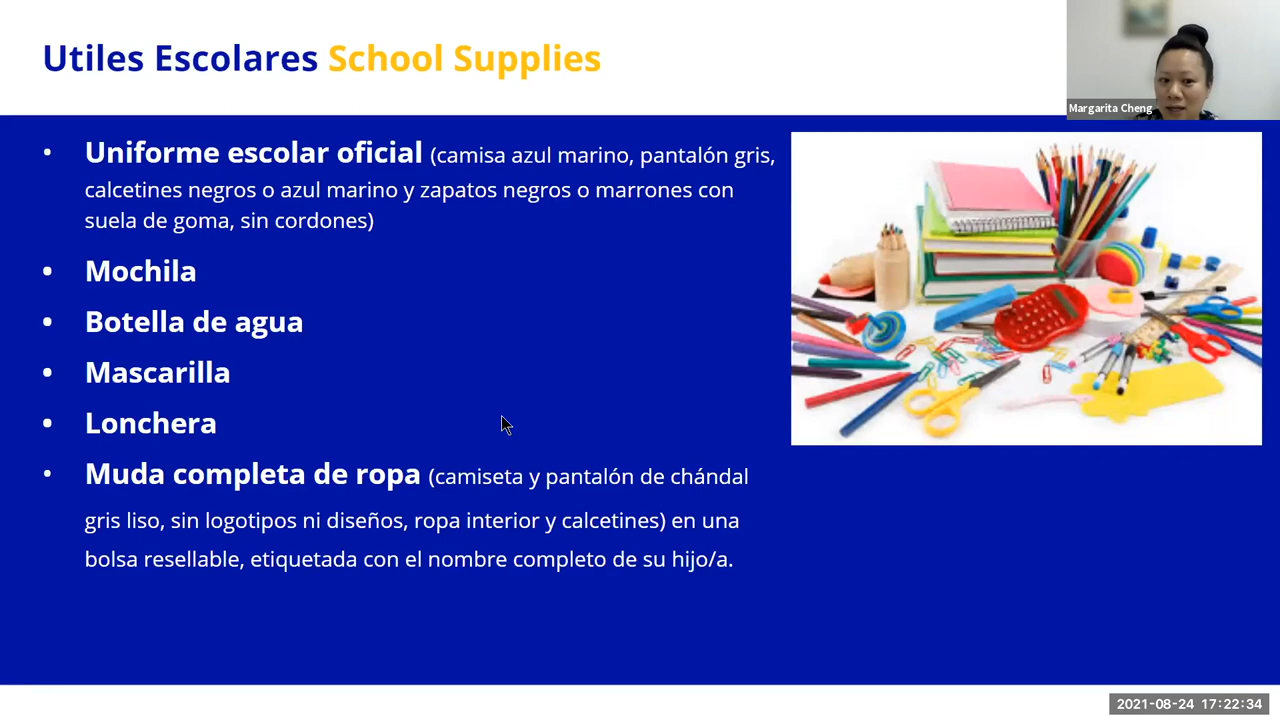 Utiles Escolares School Supplies
Margarita Cheng
• Uniforme escolar oficial (camisa azul marino, pantalón gris,
calcetines negros o azul marino y zapatos negros o marrones con
suela de goma, sin cordones)
• Mochila
• Botella de agua
• Mascarilla
• Lonchera
• Muda completa de ropa (camiseta y pantalón de chándal
gris liso, sin logotipos ni diseños, ropa interior y calcetines) en una
bolsa resellable, etiquetada con el nombre completo de su hijo/a.
2021-08-24 17:22:34